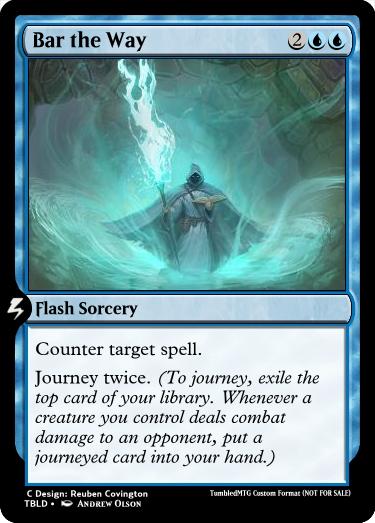 Bar the Way 2
Flash Sorcery
Counter target spell.
Journey twice. (To journey, exile the
top card of your library. Whenever a
creature you control deals combat
damage to an opponent, put a
journeyed card into your hand.)
C Design: Reuben Covington
TumbledMTG Custom Format (NOT FOR SALE)
TBLD • Andrew Olson